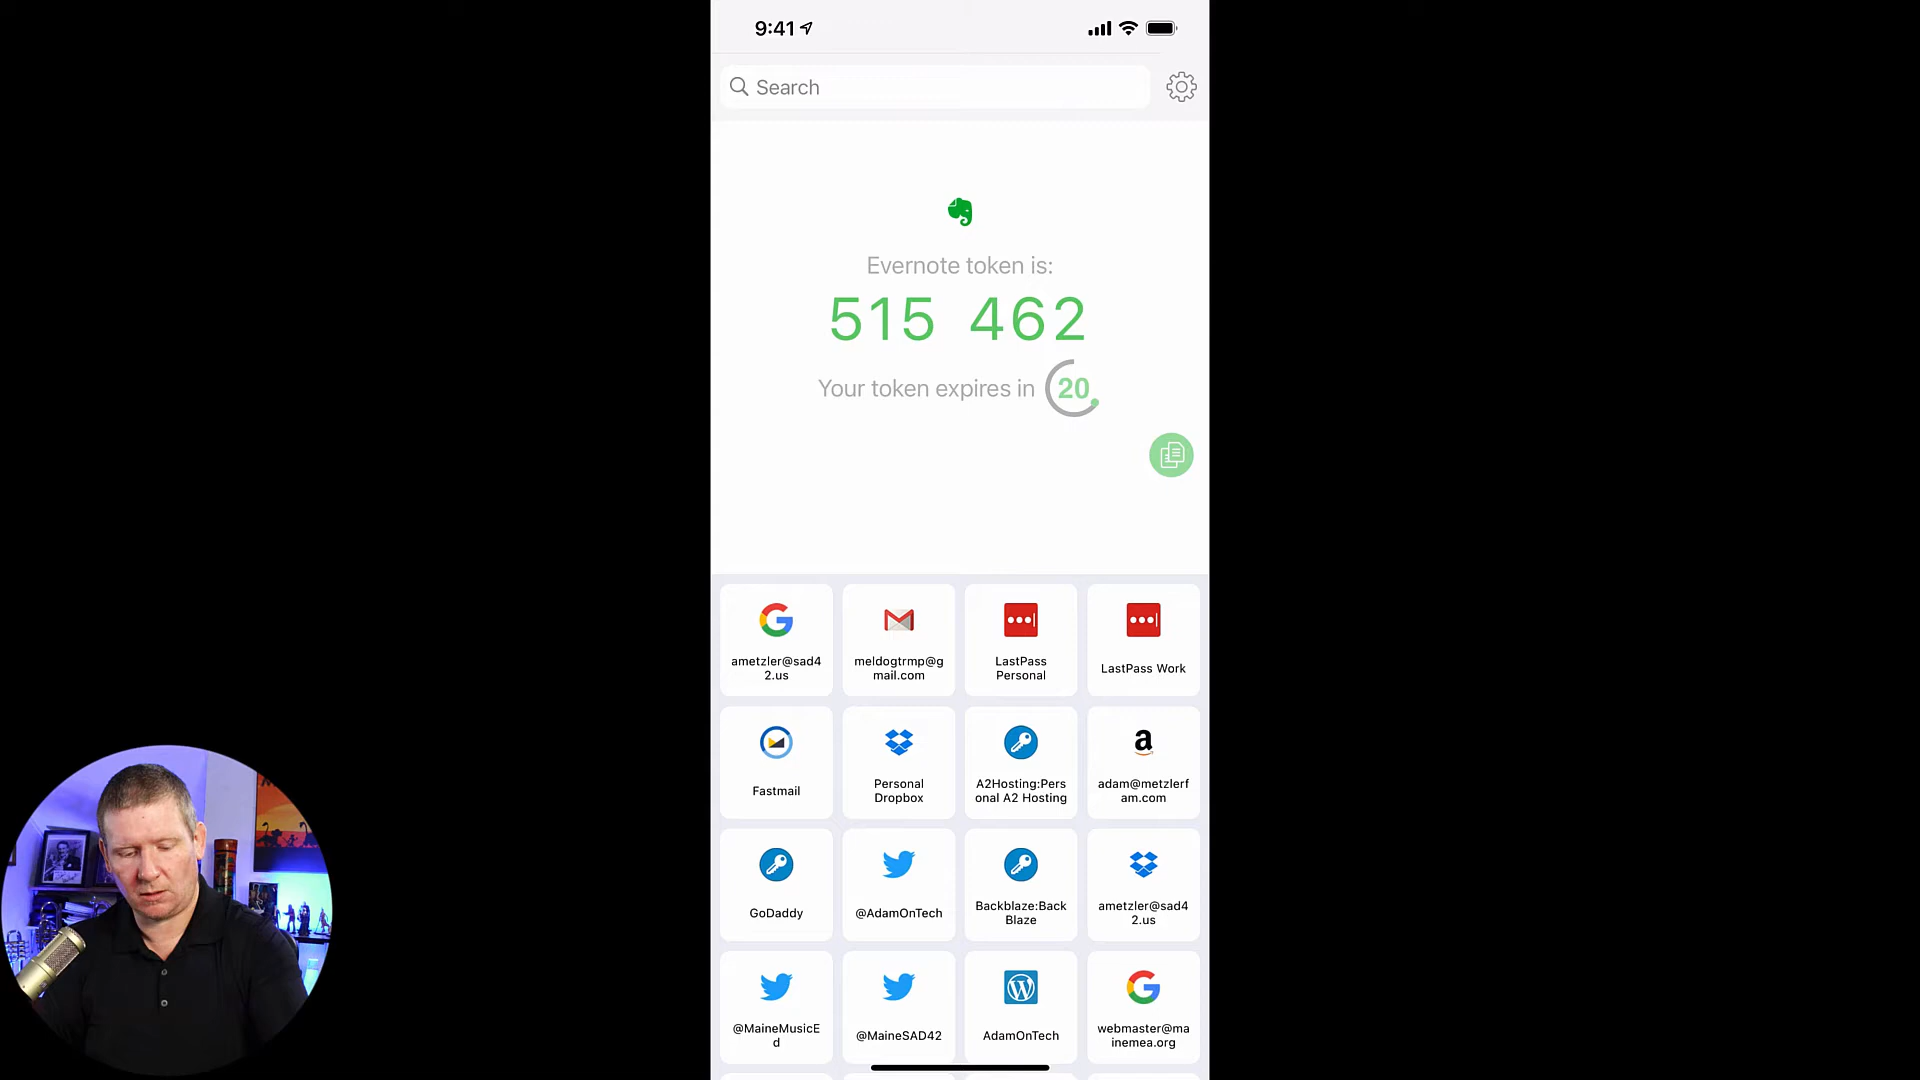 9:41
Search
Evernote token is:
515 462
Your token expires in 20
ametzler@sad4
2.us
meldogtrmp@g
mail.com
LastPass
Personal
LastPass Work
Fastmail
Personal
Dropbox
A2Hosting:Pers
onal A2 Hosting
a
adam@metzlerf
am.com
GoDaddy
@AdamOnTech
Backblaze:Back
Blaze
ametzler@sad4
2.us
@MaineMusicE
d
@MaineSAD42
AdamOnTech
webmaster@ma
inemea.org